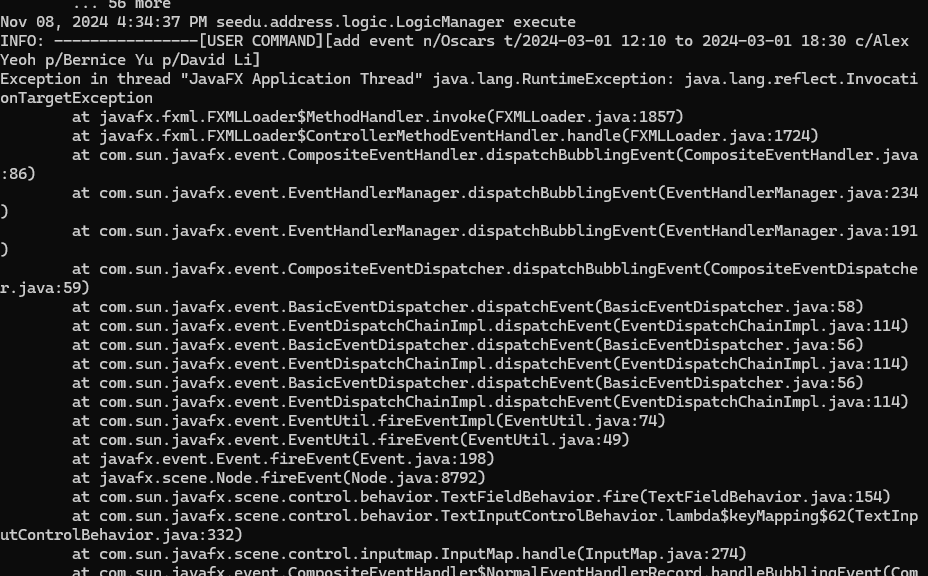 ... 56 more
Nov 08, 2024 4:34:37 PM seedu.address.logic.LogicManager execute
INFO: ----------------[USER COMMAND][add event n/Oscars t/2024-03-01 12:10 to 2024-03-01 18:30 c/Alex
Yeoh p/Bernice Yu p/David Li]
Exception in thread "JavaFX Application Thread" java.lang.RuntimeException: java.lang.reflect.Invocati
onTargetException
at javafx.fxml.FXMLLoader$MethodHandler.invoke(FXMLLoader.java:1857)
at javafx.fxml.FXMLLoader$ControllerMethodEventHandler.handle(FXMLLoader.java:1724)
at com.sun.javafx.event.CompositeEventHandler.dispatchBubblingEvent(CompositeEventHandler.java
:86)
at com.sun.javafx.event.EventHandlerManager.dispatchBubblingEvent(EventHandlerManager.java:234
)
at com.sun.javafx.event.EventHandlerManager.dispatchBubblingEvent(EventHandlerManager.java:191
)
at com.sun.javafx.event.CompositeEventDispatcher.dispatchBubblingEvent(CompositeEventDispatche
r.java:59)
at com.sun.javafx.event.BasicEventDispatcher.dispatchEvent(BasicEventDispatcher.java:58)
at com.sun.javafx.event.EventDispatchChainImpl.dispatchEvent(EventDispatchChainImpl.java:114)
at com.sun.javafx.event.BasicEventDispatcher.dispatchEvent(BasicEventDispatcher.java:56)
at com.sun.javafx.event.EventDispatchChainImpl.dispatchEvent(EventDispatchChainImpl.java:114)
at com.sun.javafx.event.BasicEventDispatcher.dispatchEvent(BasicEventDispatcher.java:56)
at com.sun.javafx.event.EventDispatchChainImpl.dispatchEvent(EventDispatchChainImpl.java:114)
at com.sun.javafx.event.EventUtil.fireEventImpl(EventUtil.java:74)
at com.sun.javafx.event.EventUtil.fireEvent(EventUtil.java:49)
at javafx.event.Event.fireEvent(Event.java:198)
at javafx.scene.Node.fireEvent(Node.java:8792)
at com.sun.javafx.scene.control.behavior.TextFieldBehavior.fire(TextFieldBehavior.java:154)
at com.sun.javafx.scene.control.behavior.TextInputControlBehavior.lambda$keyMapping$62(TextInp
utControlBehavior.java:332)
at com.sun.javafx.scene.control.inputmap.InputMap.handle(InputMap.java:274)
at com.sun.javafx.event.CompositeEventHandler$NormalEventHandlerRecord.handleBubblingEvent(Com